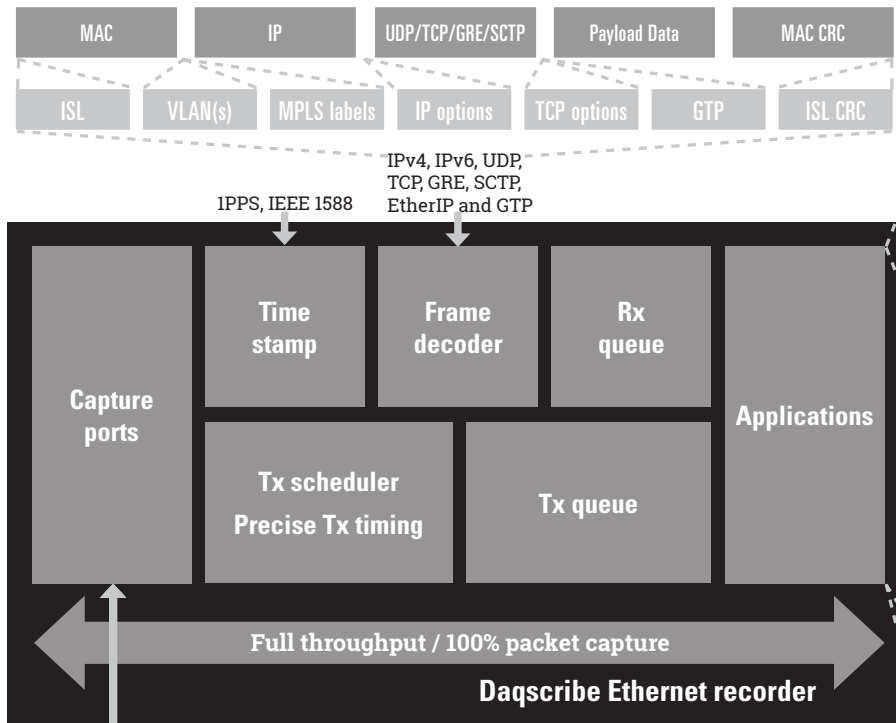 MAC
IP
UDP/TCP/GRE/SCTP
Payload Data
MAC CRC
ISL
VLAN(s)
MPLS labels
IP options
TCP options
GTP
ISL CRC
1PPS, IEEE 1588
IPv4, IPv6, UDP,
TCP, GRE, SCTP,
EtherIP and GTP
Capture
ports
Time
stamp
Frame
decoder
Rx
queue
Applications
Tx scheduler
Precise Tx timing
Tx queue
Full throughput / 100% packet capture
Daqscribe Ethernet recorder